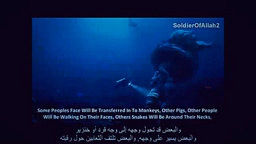 SoldierOfAllah2
Some Peoples Face Will Be Transferred In To Monkeys, Other Pigs, Other People
Will Be Walking On Their Faces, Others Snakes Will Be Around Their Necks,
والبعض قد تحول وجهه إلى وجه قرد او خنزير
والبعض يسير على وجهه, والبعض تلتف الثعابين حول رقبته